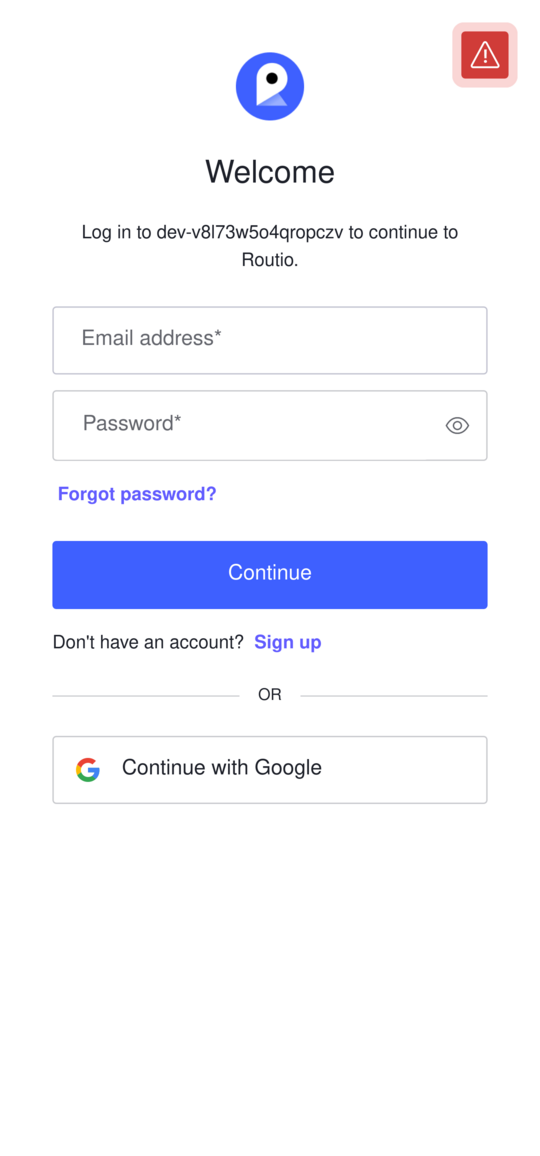 Welcome
Log in to dev-v8l73w5o4qropczv to continue to
Routio.
Email address*
Password*
Forgot password?
Continue
Don't have an account? Sign up
OR
Continue with Google